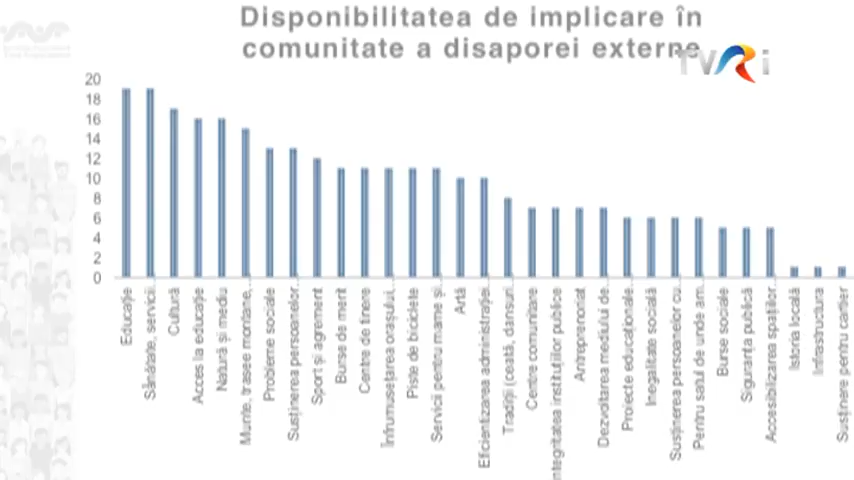 Disponibilitatea de implicare în
comunitate a disaporei externe
TVRi
20
18
16
14
12
10
8
6
4
2
0
Educație
Sănătate, servicii...
Cultură
Acces la educație
Natură și mediu
Munte, trasee montane,...
Probleme sociale
Susținerea persoanelor...
Sport și agrement
Burse de merit
Centre de tinere
Înfrumusețarea orașului...
Piste de biciclete
Servicii pentru mame și...
Artă
Eficientizarea administrației...
Tradiții (ceată, dansuri...
Centre comunitare
Integritatea instituțiilor publice
Antreprenoriat
Dezvoltarea mediului de...
Proiecte educaționale...
Inegalitate socială
Susținerea persoanelor cu...
Pentru satul de unde am...
Burse sociale
Siguranța publică
Accesibilizarea spațiilor...
Istoria locală
Infrastructura
Susținere pentru cartier